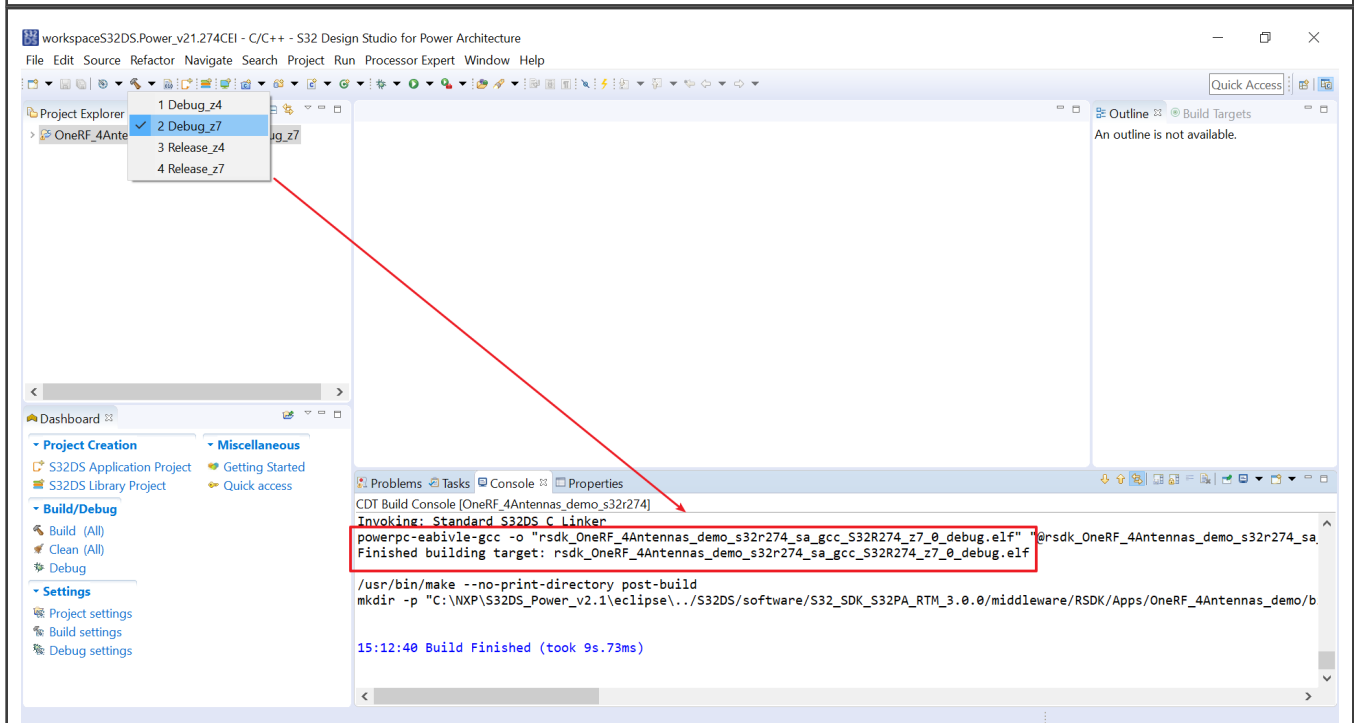 workspaceS32DS.Power_v21.274CEI - C/C++ - S32 Design Studio for Power Architecture
File Edit Source Refactor Navigate Search Project Run Processor Expert Window Help
Quick Access
Project Explorer
OneRF_4Ante
ug_z7
1 Debug_z4
2 Debug_z7
3 Release_z4
4 Release_z7
Outline
Build Targets
An outline is not available.
Dashboard
Project Creation
S32DS Application Project
S32DS Library Project
Miscellaneous
Getting Started
Quick access
Build/Debug
Build (All)
Clean (All)
Debug
Settings
Project settings
Build settings
Debug settings
Problems Tasks Console Properties
CDT Build Console [OneRF_4Antennas_demo_s32r274]
Invoking: Standard S32DS C Linker
powerpc-eabivle-gcc -o "rsdk_OneRF_4Antennas_demo_s32r274_sa_gcc_S32R274_z7_0_debug.elf" "@rsdk_OneRF_4Antennas_demo_s32r274_sa_
Finished building target: rsdk_OneRF_4Antennas_demo_s32r274_sa_gcc_S32R274_z7_0_debug.elf
/usr/bin/make --no-print-directory post-build
mkdir -p "C:\NXP\S32DS_Power_v2.1\eclipse\../S32DS/software/S32_SDK_S32PA_RTM_3.0.0/middleware/RSDK/Apps/OneRF_4Antennas_demo/b
15:12:40 Build Finished (took 9s.73ms)